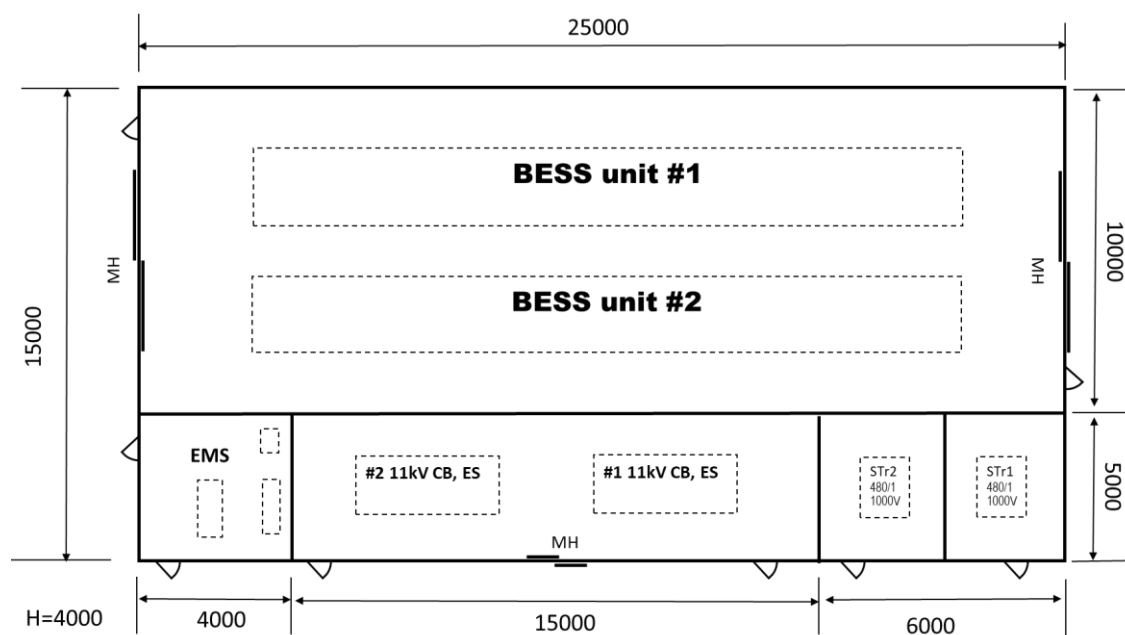 25000
BESS unit #1
MH
MH
10000
BESS unit #2
15000
EMS
#2 11kV CB, ES
#1 11kV CB, ES
STr2
480/1
1000V
STr1
480/1
1000V
5000
MH
H=4000
4000
15000
6000